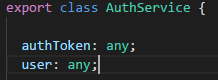 export class AuthService {
authToken: any;
user: any;